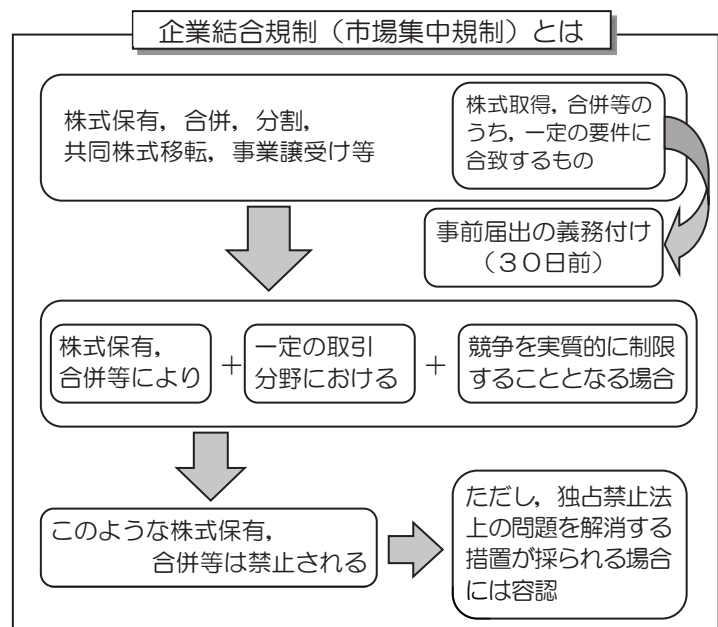 企業結合規制（市場集中規制）とは
株式保有，合併，分割，
共同株式移転，事業譲受け等
株式取得，合併等の
うち，一定の要件に
合致するもの
事前届出の義務付け
（３０日前）
株式保有，
合併等により
＋
一定の取引
分野における
＋
競争を実質的に制限
することとなる場合
このような株式保有，
合併等は禁止される
ただし，独占禁止法
上の問題を解消する
措置が採られる場合
には容認